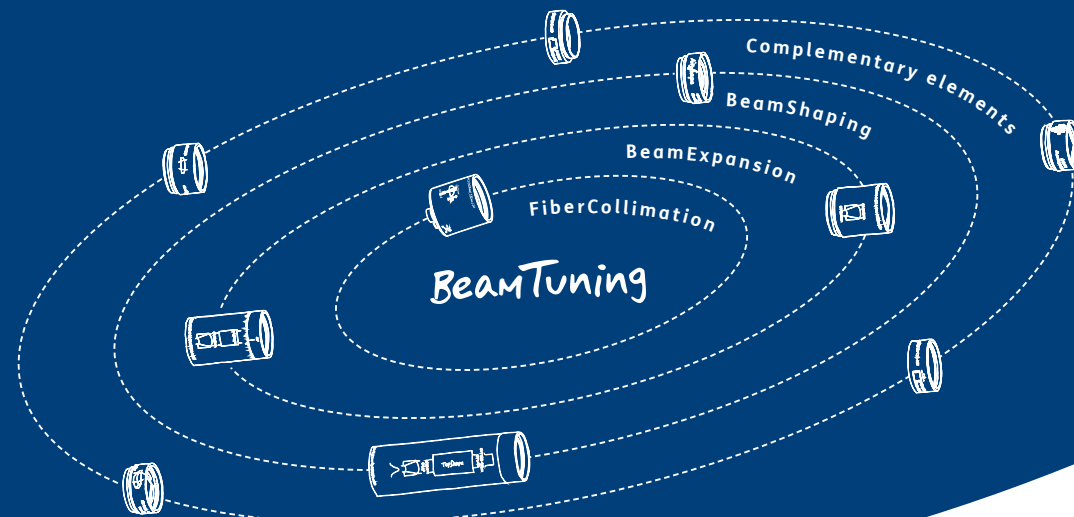 Complementary elements
BeamShaping
BeamExpansion
FiberCollimation
BeamTuning